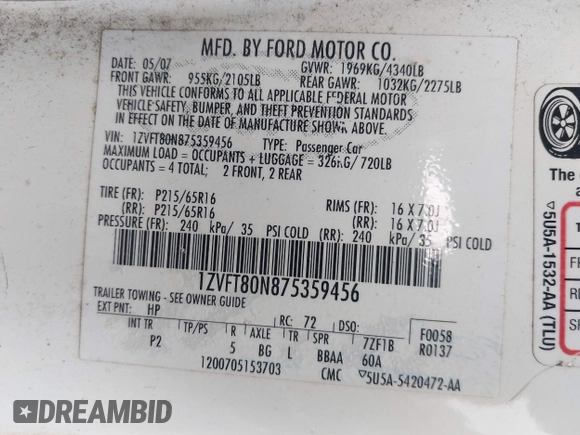 MFD. BY FORD MOTOR CO.
DATE: 05/07 GVWR: 1969KG/4340LB
FRONT GAWR: 955KG/2105LB REAR GAWR: 1032KG/2275LB
THIS VEHICLE CONFORMS TO ALL APPLICABLE FEDERAL MOTOR
VEHICLE SAFETY, BUMPER, AND THEFT PREVENTION STANDARDS
IN EFFECT ON THE DATE OF MANUFACTURE SHOWN ABOVE.
VIN: 1ZVFT80N875359456 TYPE: Passenger Car
MAXIMUM LOAD = OCCUPANTS + LUGGAGE = 326KG/720LB
OCCUPANTS = 4 TOTAL; 2 FRONT, 2 REAR
TIRE (FR): P215/65R16 RIMS (FR): 16 X 7.0J
(RR): P215/65R16 (RR): 16 X 7.0J
PRESSURE (FR): 240 kPa/ 35 PSI COLD (RR): 240 kPa/ 35 PSI COLD
1ZVFT80N875359456
TRAILER TOWING - SEE OWNER GUIDE
EXT PNT: HP RC: 72 DSO: F0058
INT TR TP/PS R AXLE TR SPR 7ZF1B R0137
P2 5 BG L BBAA 60A
1200705153703 CMC ▽5U5A-5420472-AA
The
▽5U5A-1532-AA (TLU)
DREAMBID